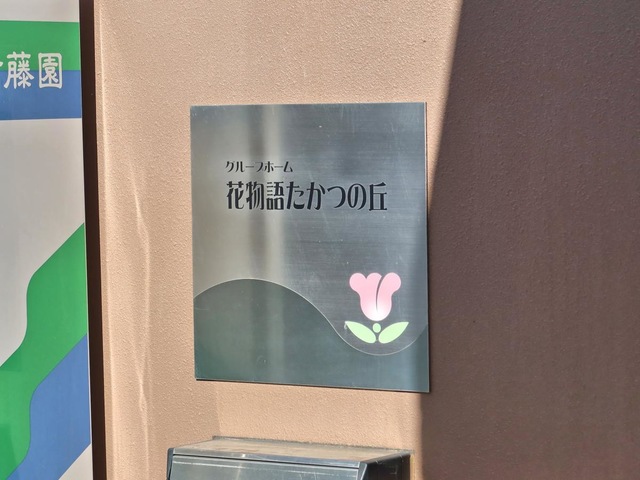 藤園
グループホーム
花物語たかつの丘